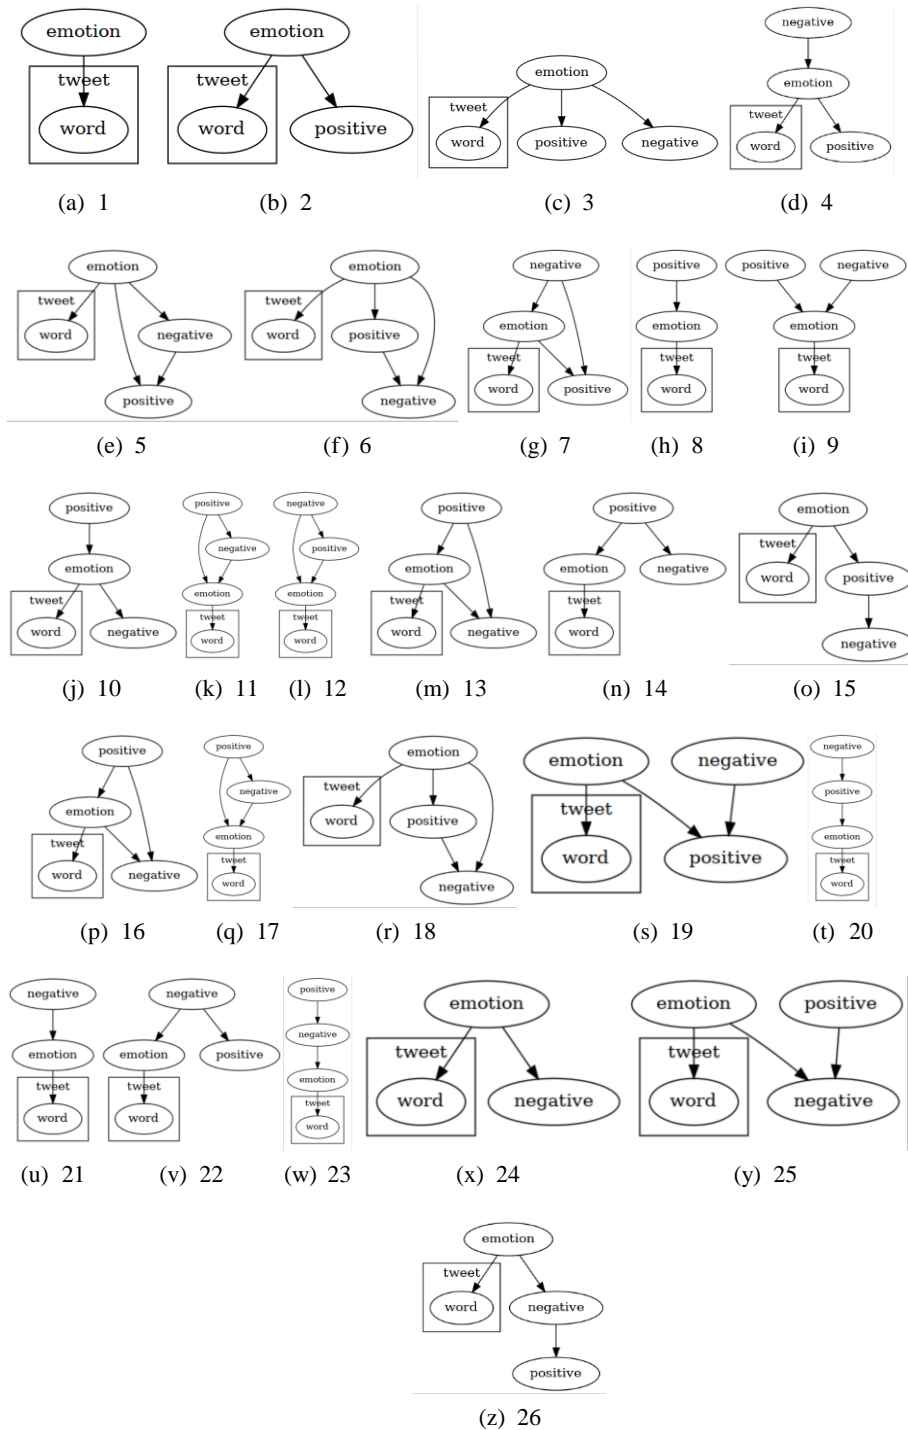 emotion emotion negative
tweet tweet emotion emotion
word word positive tweet tweet
word positive negative word positive
(a) 1 (b) 2 (c) 3 (d) 4
emotion emotion negative positive positive negative
tweet tweet
word negative word positive emotion emotion emotion
tweet tweet tweet
positive negative word positive word word
(e) 5 (f) 6 (g) 7 (h) 8 (i) 9
positive positive negative positive positive emotion
negative positive tweet
emotion emotion emotion negative word positive
tweet emotion emotion tweet tweet
word negative tweet tweet word negative word negative
word word
(j) 10 (k) 11 (l) 12 (m) 13 (n) 14 (o) 15
positive positive emotion emotion negative negative
negative tweet positive
emotion word positive tweet
tweet emotion word positive emotion
word negative tweet negative tweet
word word
(p) 16 (q) 17 (r) 18 (s) 19 (t) 20
negative negative positive emotion emotion positive
emotion emotion positive negative tweet tweet
tweet tweet emotion word negative word negative
word word tweet
word
(u) 21 (v) 22 (w) 23 (x) 24 (y) 25
emotion
tweet
word negative
positive
(z) 26